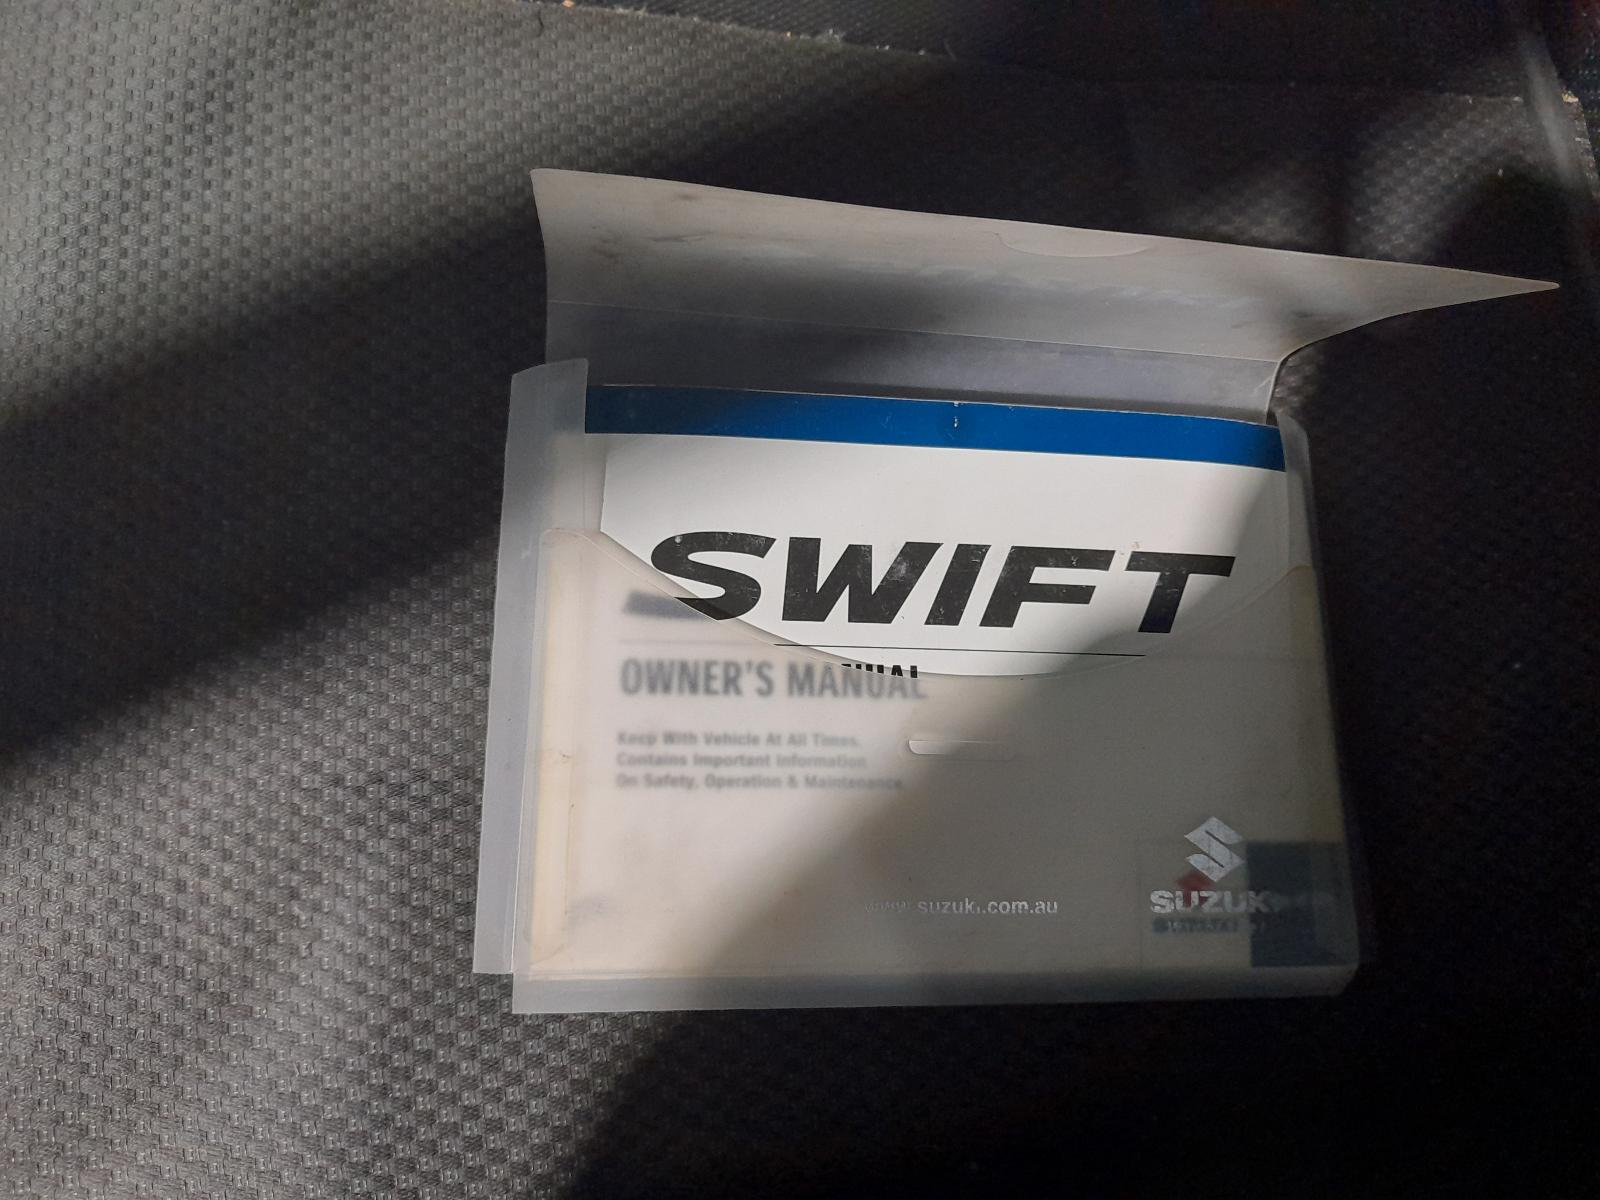 SWIFT
OWNER'S MANUAL
Keep With Vehicle At All Times.
Contains Important Information
On Safety, Operation & Maintenance
www.suzuki.com.au
SUZUKI